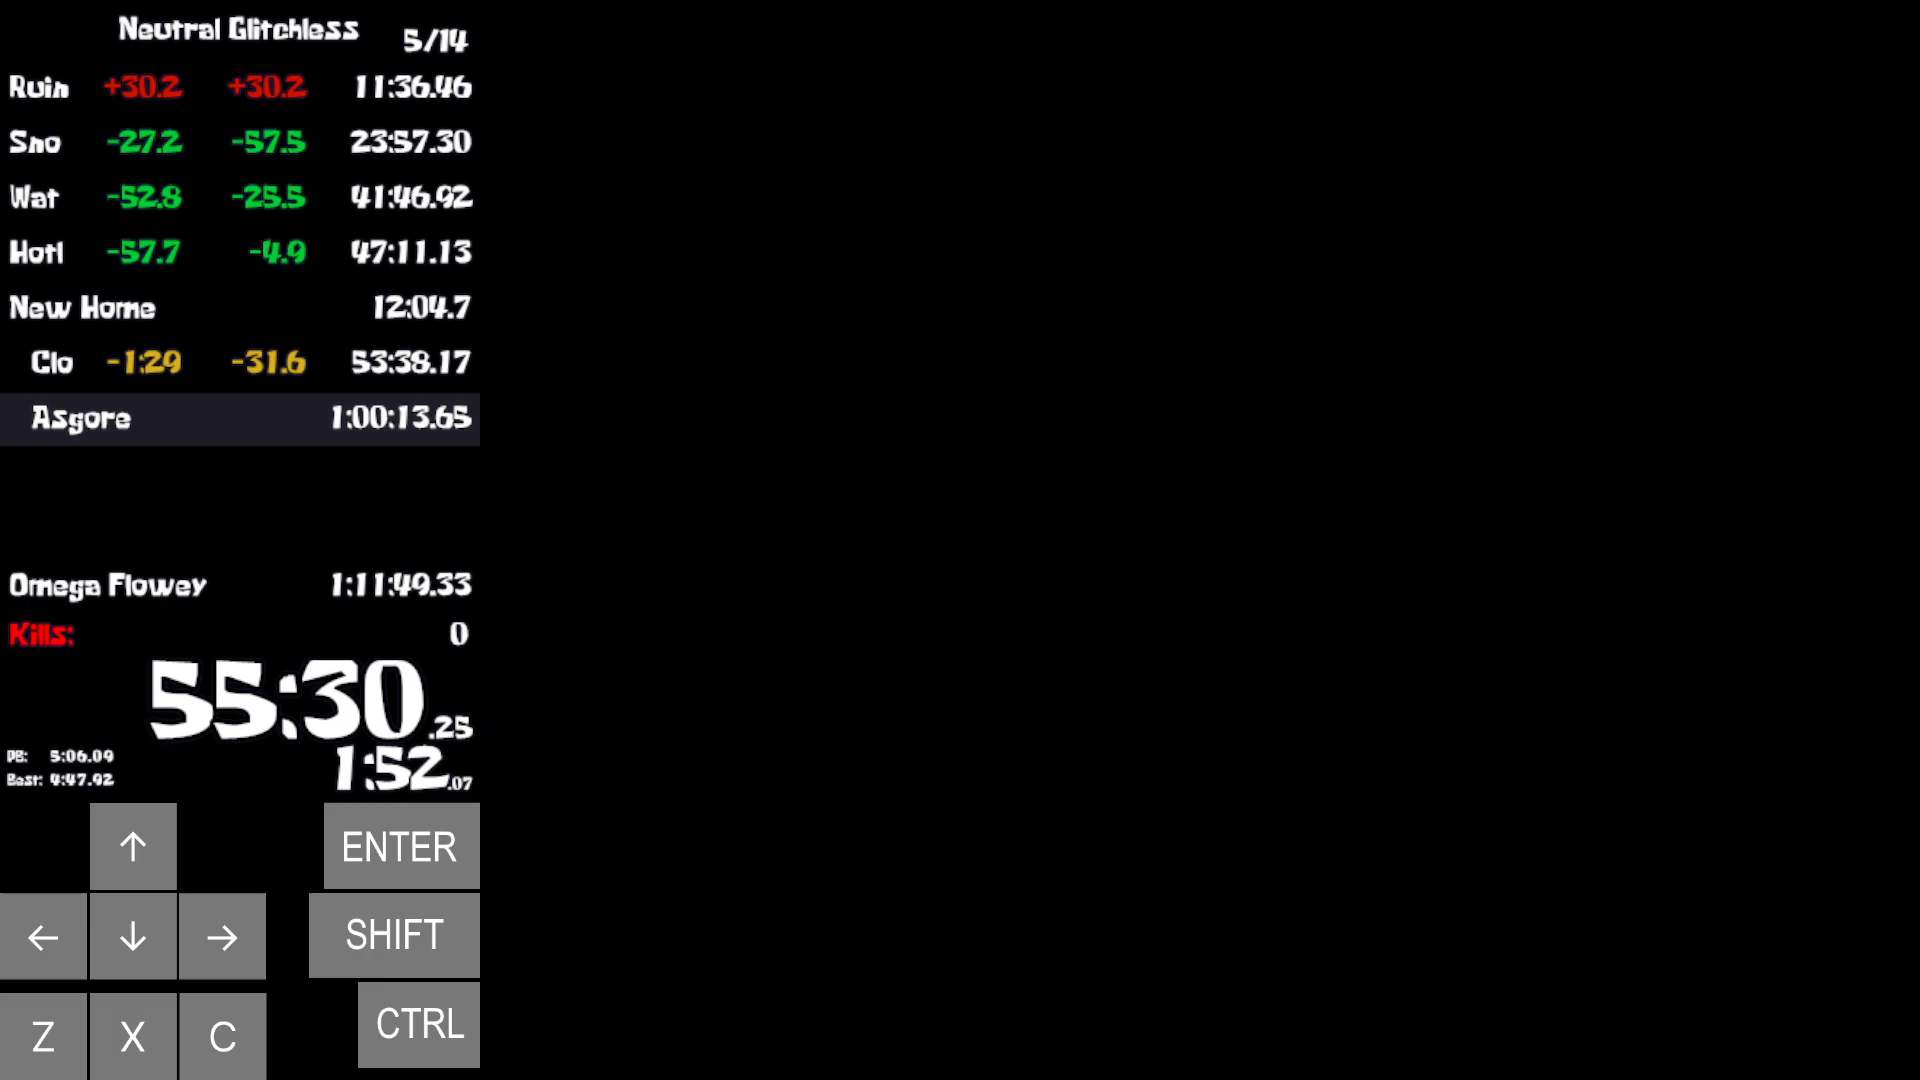 Neutral Glitchless
5/14
Ruin +30.2 +30.2 11:36.46
Sno -27.2 -57.5 23:57.30
Wat -52.8 -25.5 41:46.92
Hotl -57.7 -4.9 47:11.13
New Home 12:04.7
Clo -1:29 -31.6 53:38.17
Asgore 1:00:13.65
Omega Flowey 1:11:49.33
Kills: 0
55:30.25
PB: 5:06.09
Best: 4:47.92
1:52.07
↑ ENTER
← ↓ → SHIFT
Z X C CTRL